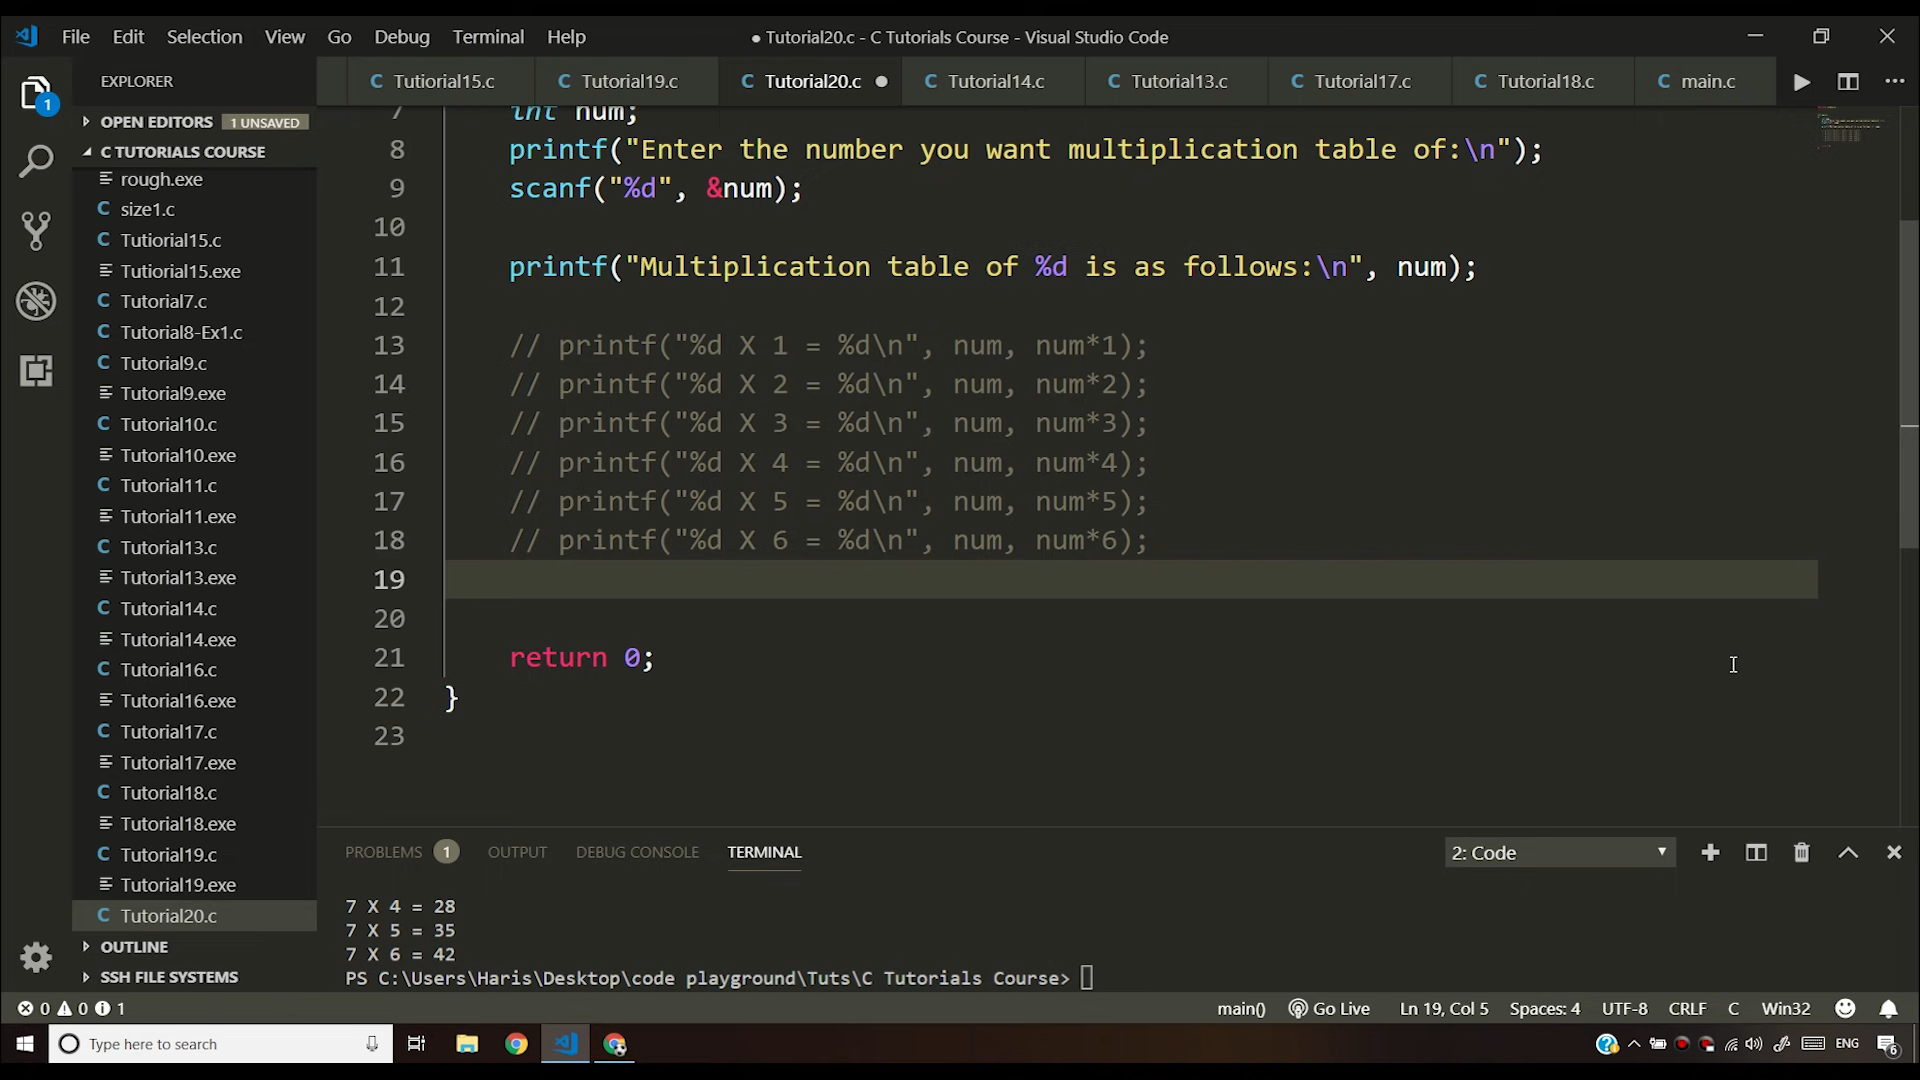 File Edit Selection View Go Debug Terminal Help
● Tutorial20.c - C Tutorials Course - Visual Studio Code
EXPLORER
C Tutiorial15.c
C Tutorial19.c
C Tutorial20.c ●
C Tutorial14.c
C Tutorial13.c
C Tutorial17.c
C Tutorial18.c
C main.c
1
OPEN EDITORS 1 UNSAVED
C TUTORIALS COURSE
rough.exe
C size1.c
C Tutiorial15.c
Tutiorial15.exe
C Tutorial7.c
C Tutorial8-Ex1.c
C Tutorial9.c
Tutorial9.exe
C Tutorial10.c
Tutorial10.exe
C Tutorial11.c
Tutorial11.exe
C Tutorial13.c
Tutorial13.exe
C Tutorial14.c
Tutorial14.exe
C Tutorial16.c
Tutorial16.exe
C Tutorial17.c
Tutorial17.exe
C Tutorial18.c
Tutorial18.exe
C Tutorial19.c
Tutorial19.exe
C Tutorial20.c
OUTLINE
SSH FILE SYSTEMS
7 int num;
8 printf("Enter the number you want multiplication table of:\n");
9 scanf("%d", &num);
10
11 printf("Multiplication table of %d is as follows:\n", num);
12
13 // printf("%d X 1 = %d\n", num, num*1);
14 // printf("%d X 2 = %d\n", num, num*2);
15 // printf("%d X 3 = %d\n", num, num*3);
16 // printf("%d X 4 = %d\n", num, num*4);
17 // printf("%d X 5 = %d\n", num, num*5);
18 // printf("%d X 6 = %d\n", num, num*6);
19
20
21 return 0;
22 }
23
PROBLEMS 1 OUTPUT DEBUG CONSOLE TERMINAL
2: Code
7 X 4 = 28
7 X 5 = 35
7 X 6 = 42
PS C:\Users\Haris\Desktop\code playground\Tuts\C Tutorials Course>
0 0 1
main() Go Live Ln 19, Col 5 Spaces: 4 UTF-8 CRLF C Win32
Type here to search
ENG
6